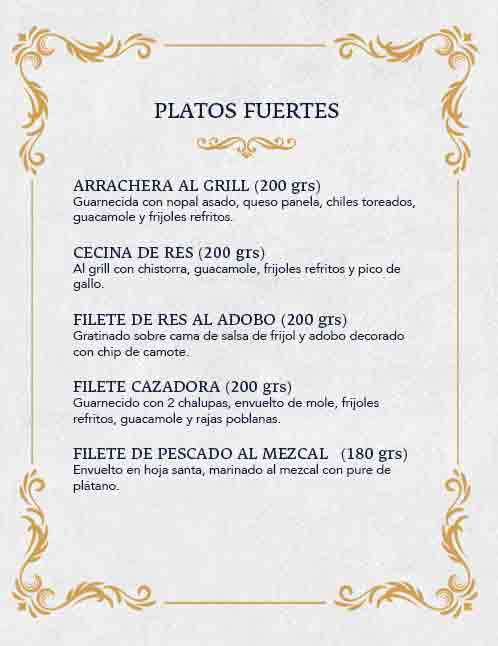 PLATOS FUERTES
ARRACHERA AL GRILL (200 grs)
Guarnecida con nopal asado, queso panela, chiles toreados,
guacamole y frijoles refritos.
CECINA DE RES (200 grs)
Al grill con chistorra, guacamole, frijoles refritos y pico de
gallo.
FILETE DE RES AL ADOBO (200 grs)
Gratinado sobre cama de salsa de frijol y adobo decorado
con chip de camote.
FILETE CAZADORA (200 grs)
Guarnecido con 2 chalupas, envuelto de mole, frijoles
refritos, guacamole y rajas poblanas.
FILETE DE PESCADO AL MEZCAL (180 grs)
Envuelto en hoja santa, marinado al mezcal con pure de
plátano.